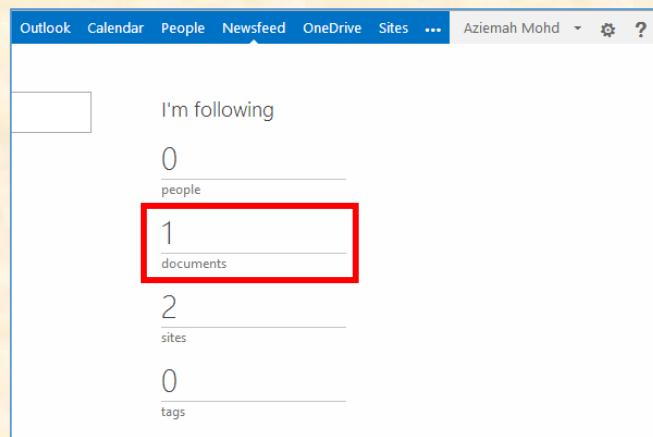 Outlook Calendar People Newsfeed OneDrive Sites ••• Aziemah Mohd ?
I'm following
0
people
1
documents
2
sites
0
tags